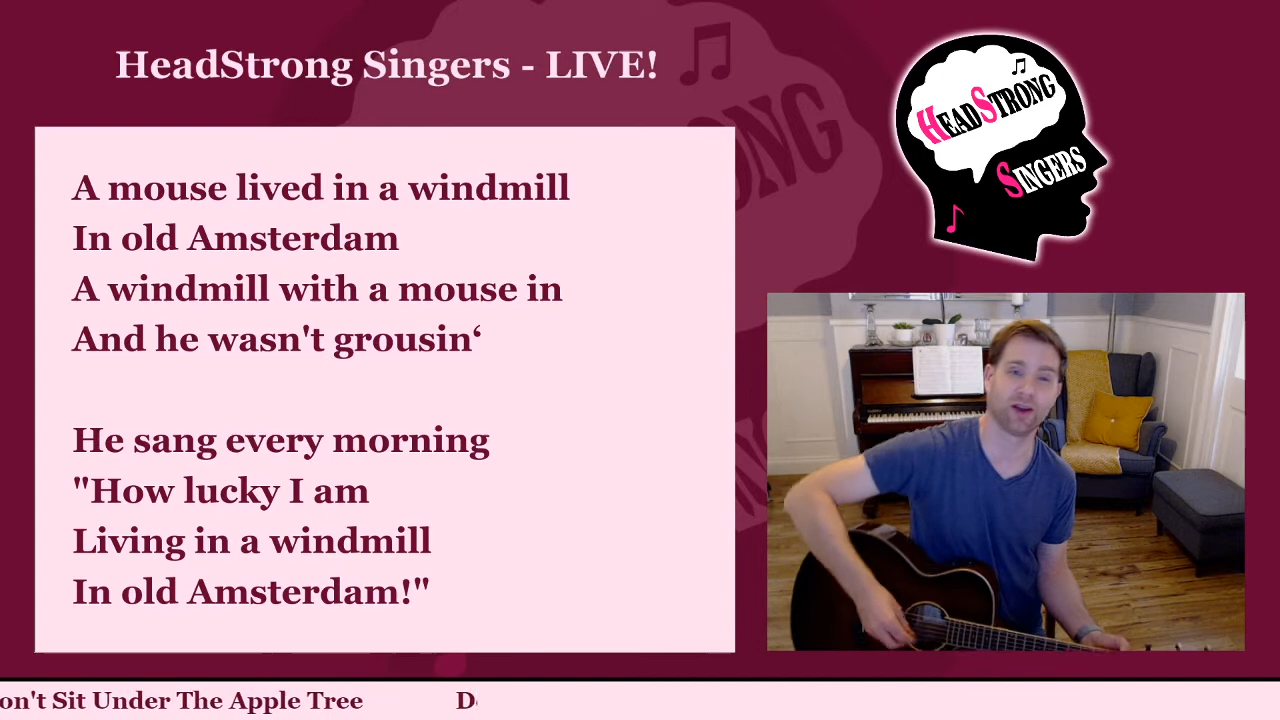 HeadStrong Singers - LIVE!
HEADSTRONG
SINGERS
A mouse lived in a windmill
In old Amsterdam
A windmill with a mouse in
And he wasn't grousin‘
He sang every morning
"How lucky I am
Living in a windmill
In old Amsterdam!"
on't Sit Under The Apple Tree